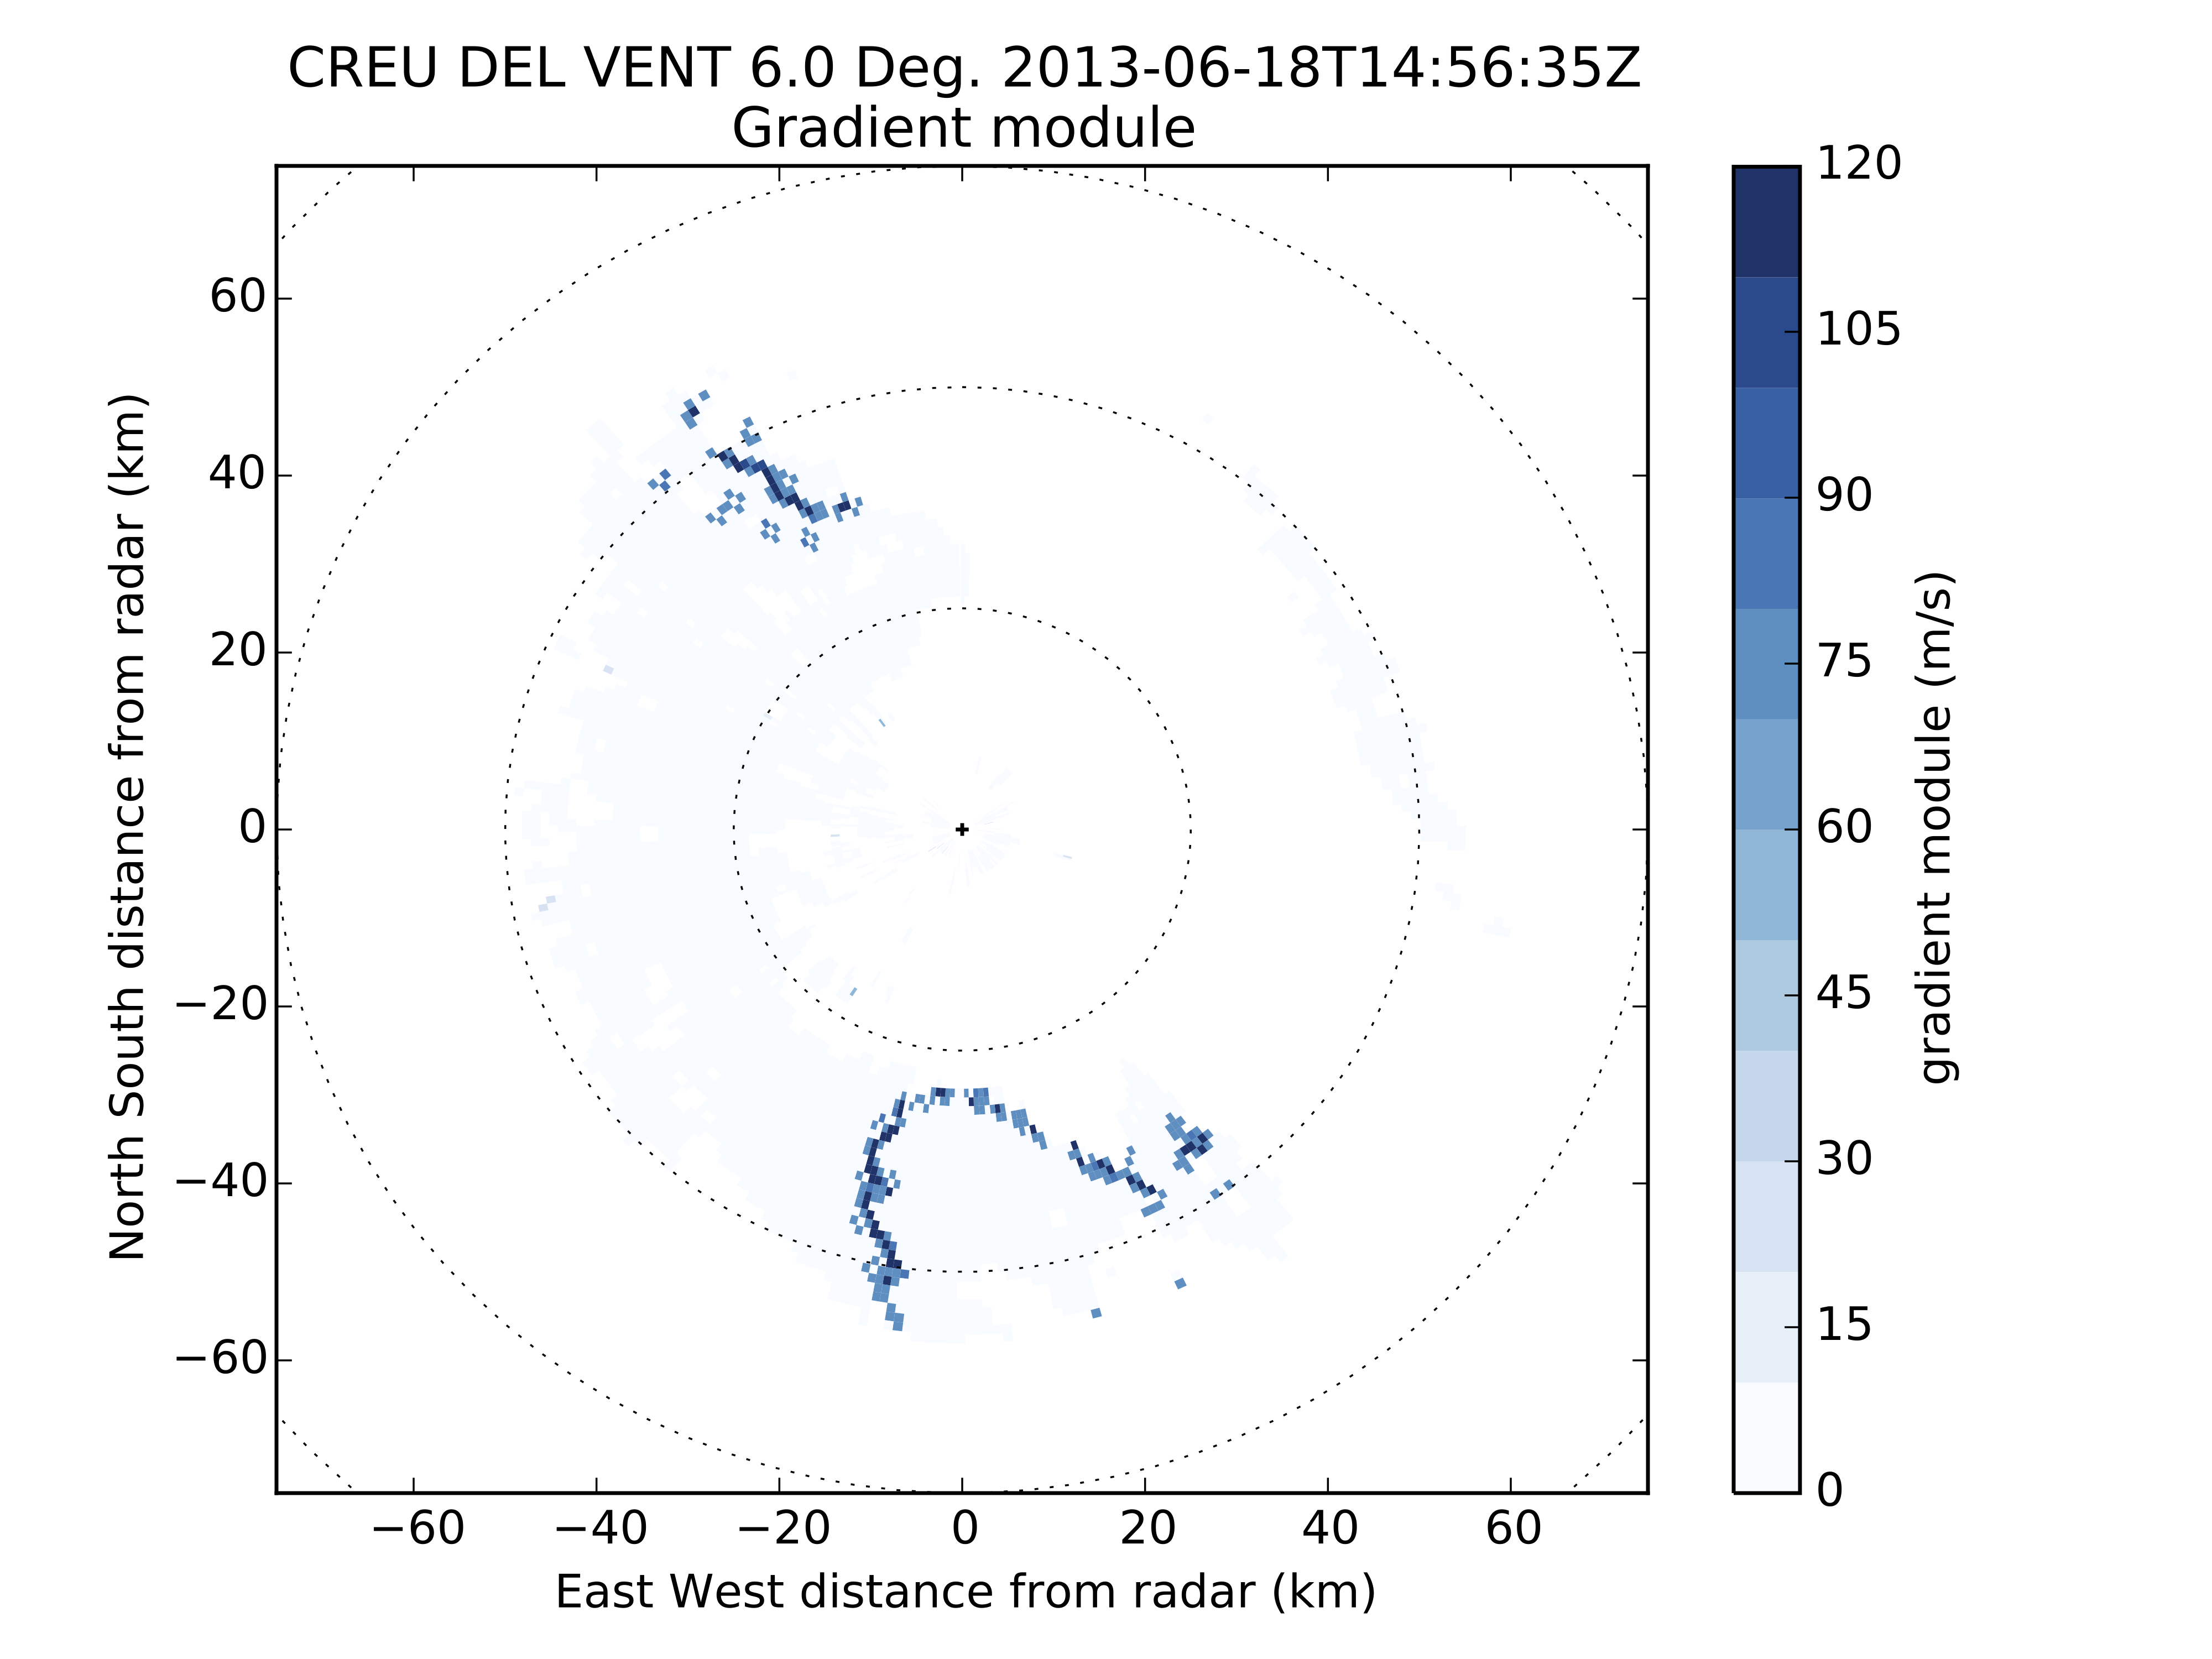 CREU DEL VENT 6.0 Deg. 2013-06-18T14:56:35Z
Gradient module
North South distance from radar (km)
60
40
20
0
−20
−40
−60
−60 −40 −20 0 20 40 60
East West distance from radar (km)
120
105
90
75
60
45
30
15
0
gradient module (m/s)